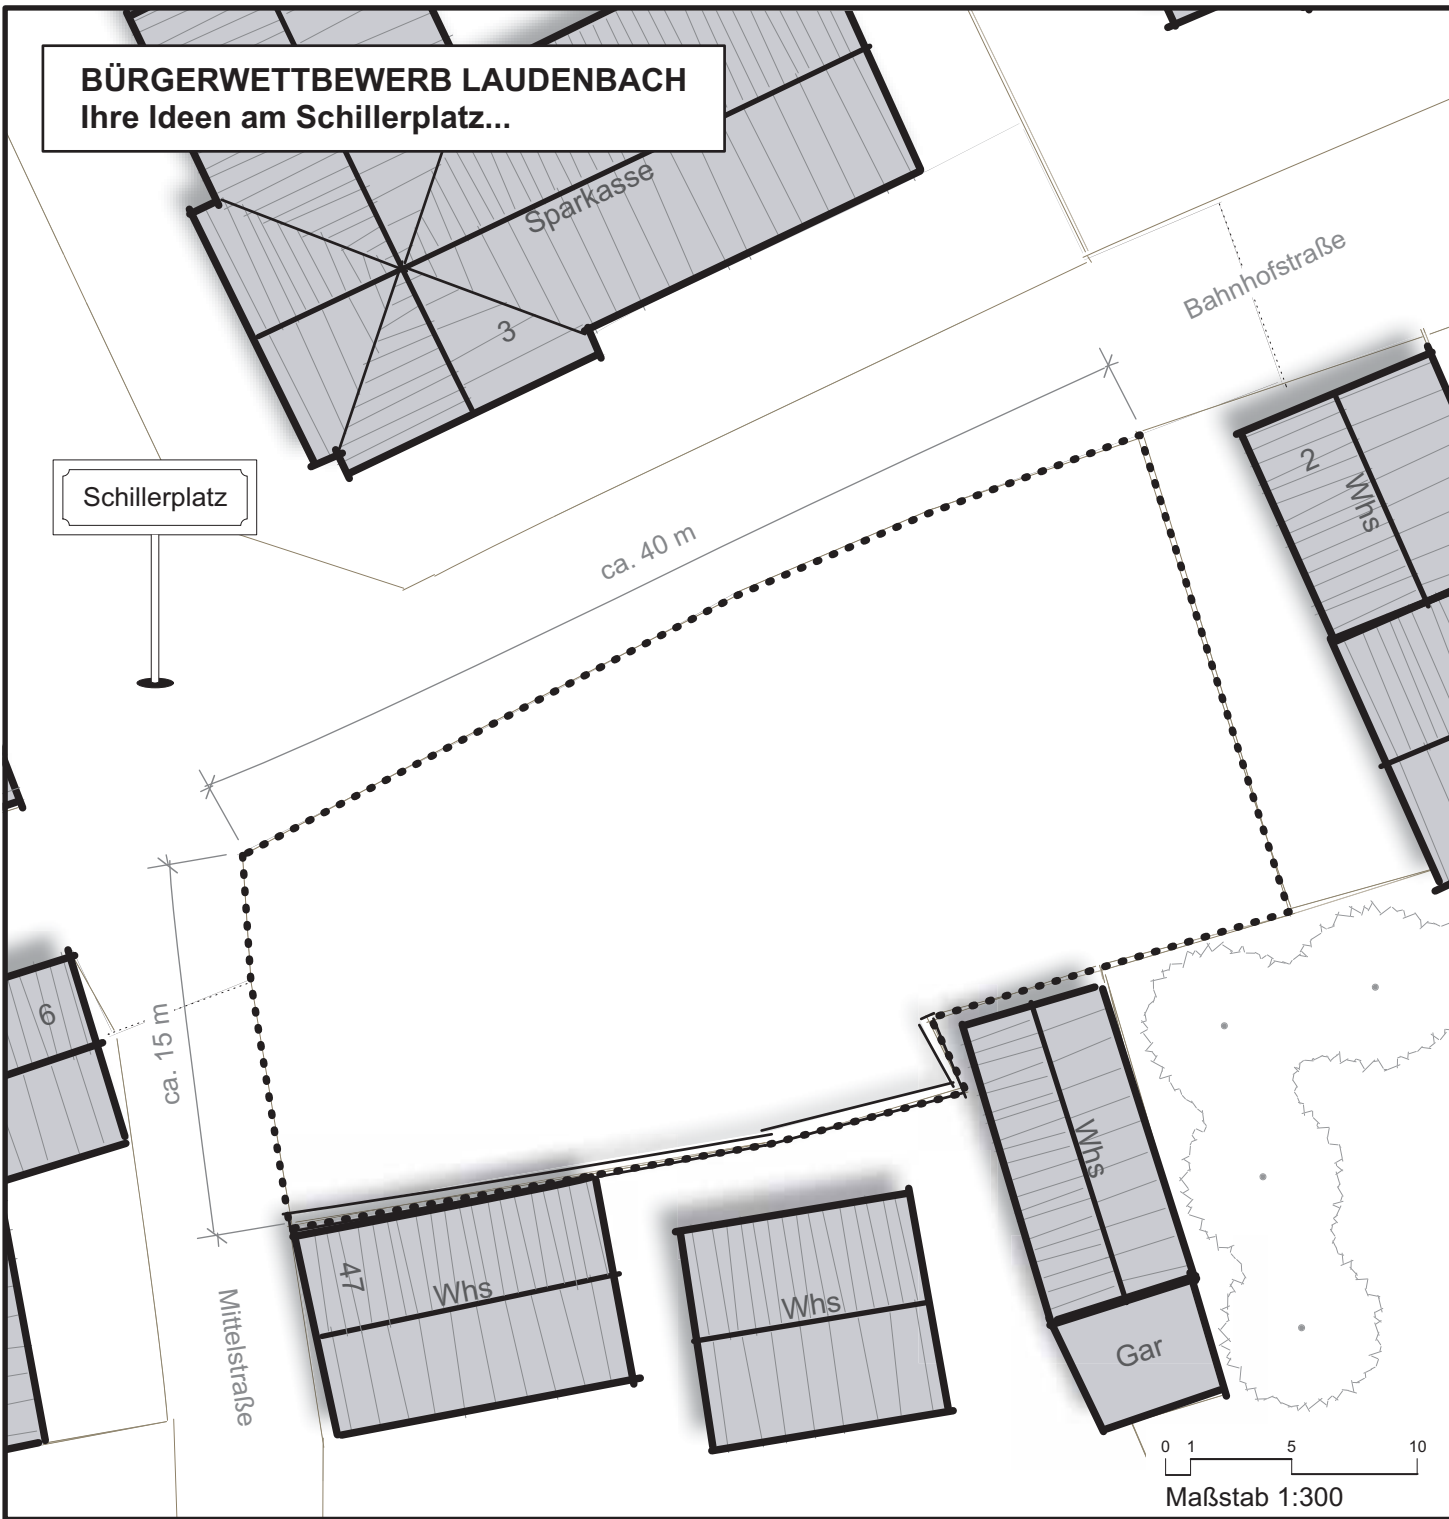 BÜRGERWETTBEWERB LAUDENBACH
Ihre Ideen am Schillerplatz...
Sparkasse
3
Bahnhofstraße
2
Whs
Schillerplatz
ca. 40 m
6
ca. 15 m
Mittelstraße
47
Whs
Whs
Whs
Gar
0 1 5 10
Maßstab 1:300